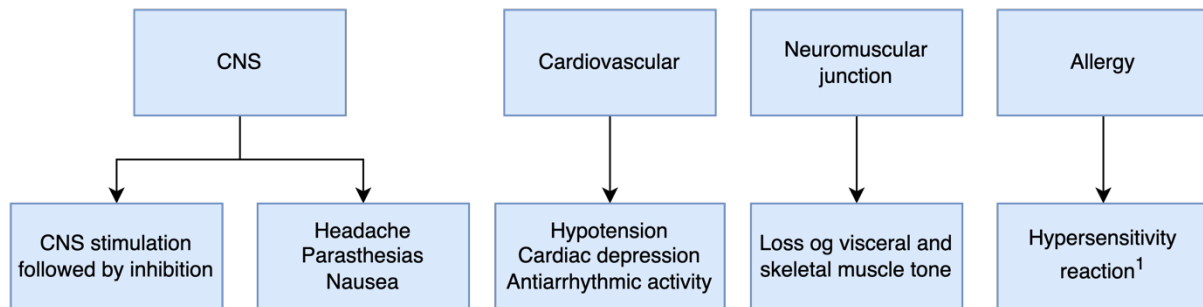 CNS
Cardiovascular
Neuromuscular
junction
Allergy
CNS stimulation
followed by inhibition
Headache
Parasthesias
Nausea
Hypotension
Cardiac depression
Antiarrhythmic activity
Loss og visceral and
skeletal muscle tone
Hypersensitivity
reaction¹